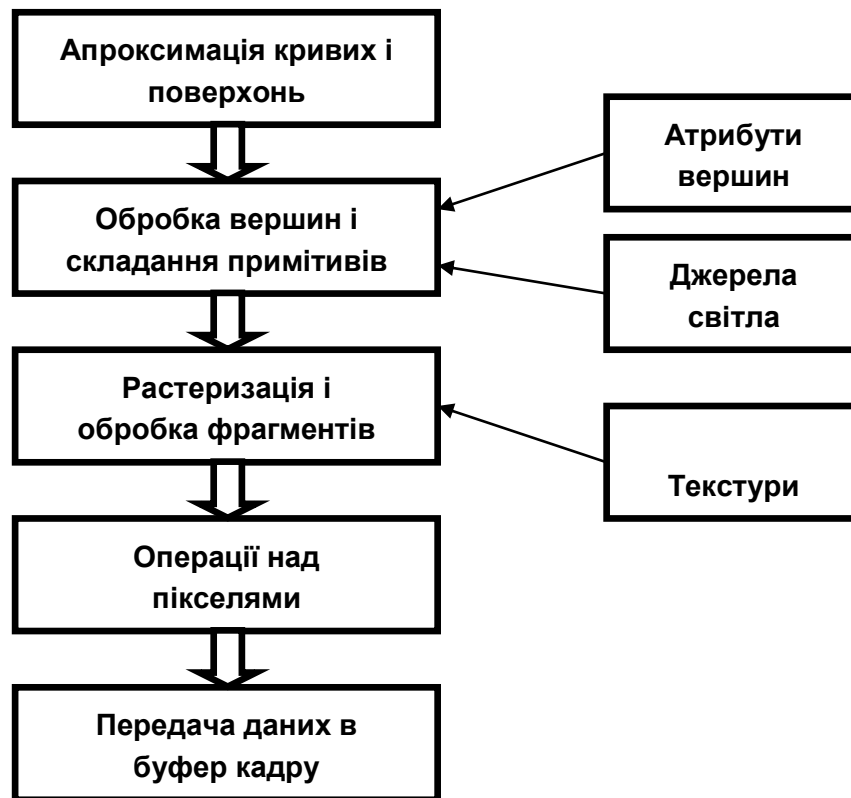 Апроксимація кривих і
поверхонь
Атрибути
вершин
Обробка вершин і
складання примітивів
Джерела
світла
Растеризація і
обробка фрагментів
Текстури
Операції над
пікселями
Передача даних в
буфер кадру